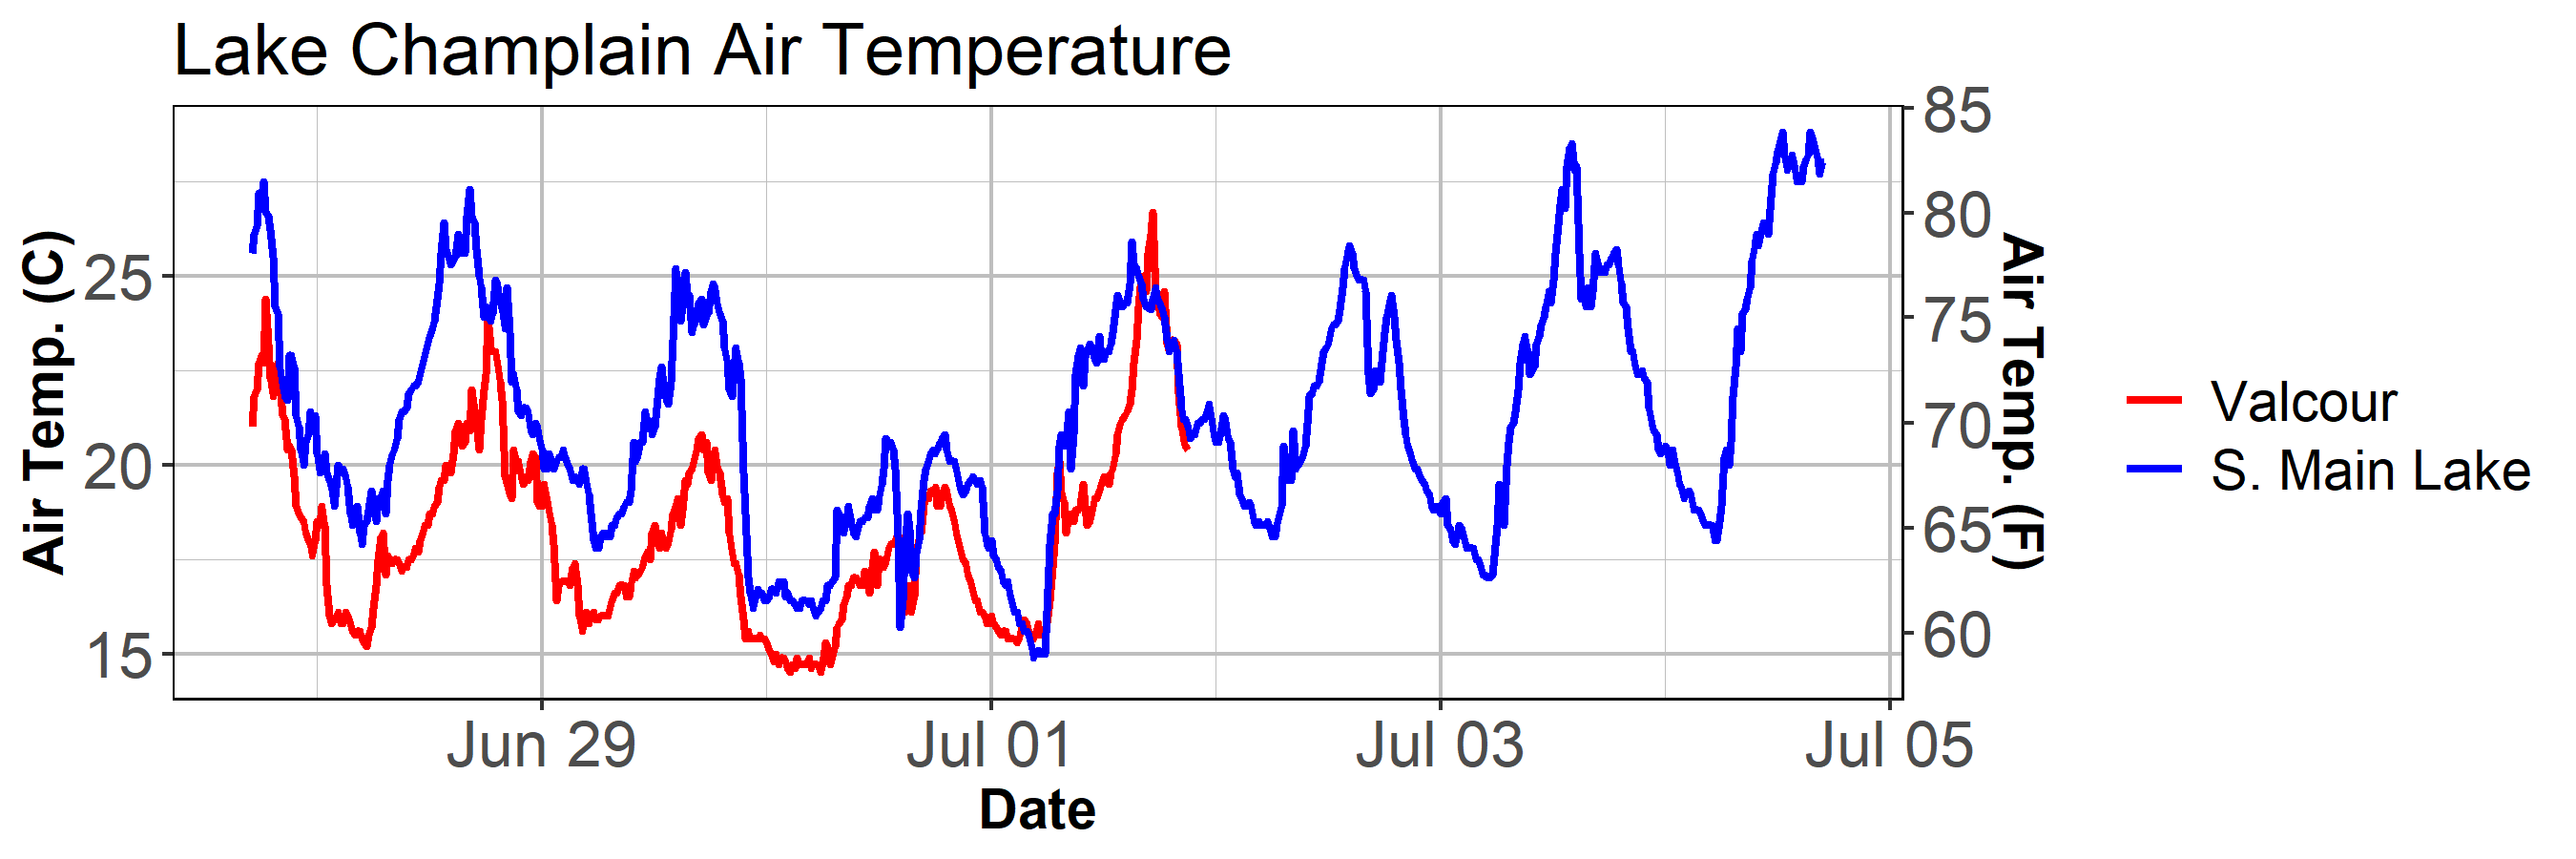 Lake Champlain Air Temperature
Air Temp. (C)
25
20
15
85
80
75
70
65
60
Air Temp. (F)
Jun 29
Jul 01
Jul 03
Jul 05
Date
Valcour
S. Main Lake